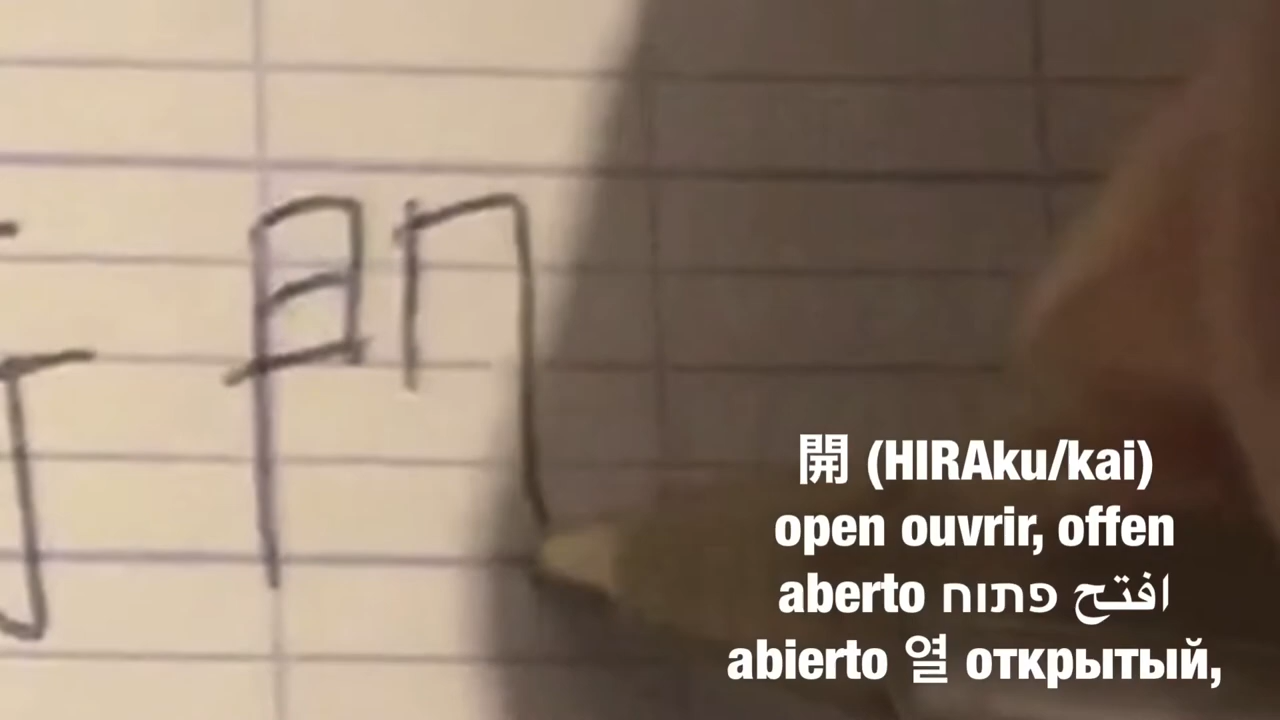 開 (HIRAku/kai)
open ouvrir, offen
aberto פתוח افتح
abierto 열 открытый,